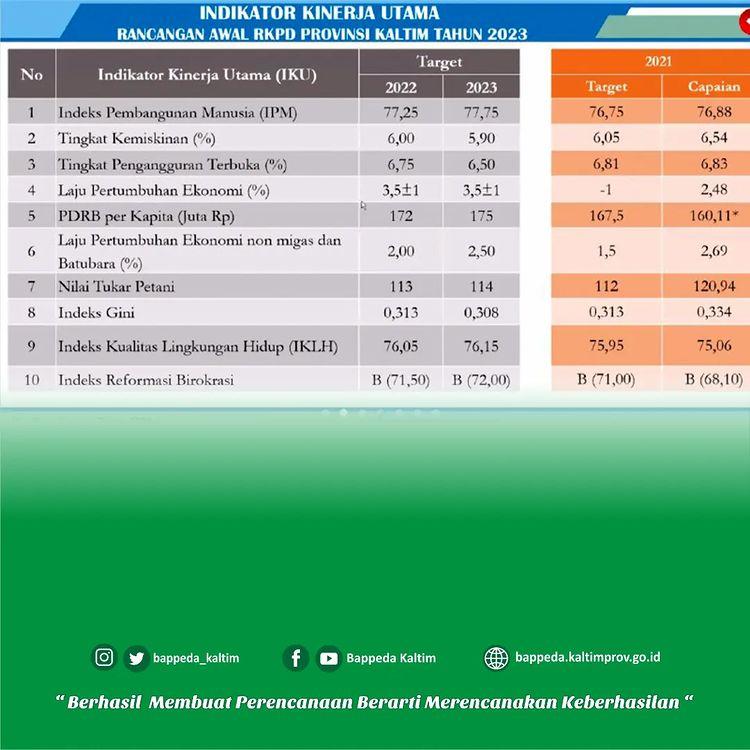 INDIKATOR KINERJA UTAMA
RANCANGAN AWAL RKPD PROVINSI KALTIM TAHUN 2023
No Indikator Kinerja Utama (IKU) Target 2021
2022 2023 Target Capaian
1 Indeks Pembangunan Manusia (IPM) 77,25 77,75 76,75 76,88
2 Tingkat Kemiskinan (%) 6,00 5,90 6,05 6,54
3 Tingkat Pengangguran Terbuka (%) 6,75 6,50 6,81 6,83
4 Laju Pertumbuhan Ekonomi (%) 3,5±1 3,5±1 -1 2,48
5 PDRB per Kapita (Juta Rp) 172 175 167,5 160,11*
6 Laju Pertumbuhan Ekonomi non migas dan
Batubara (%) 2,00 2,50 1,5 2,69
7 Nilai Tukar Petani 113 114 112 120,94
8 Indeks Gini 0,313 0,308 0,313 0,334
9 Indeks Kualitas Lingkungan Hidup (IKLH) 76,05 76,15 75,95 75,06
10 Indeks Reformasi Birokrasi B (71,50) B (72,00) B (71,00) B (68,10)
bappeda_kaltim Bappeda Kaltim bappeda.kaltimprov.go.id
“ Berhasil Membuat Perencanaan Berarti Merencanakan Keberhasilan “